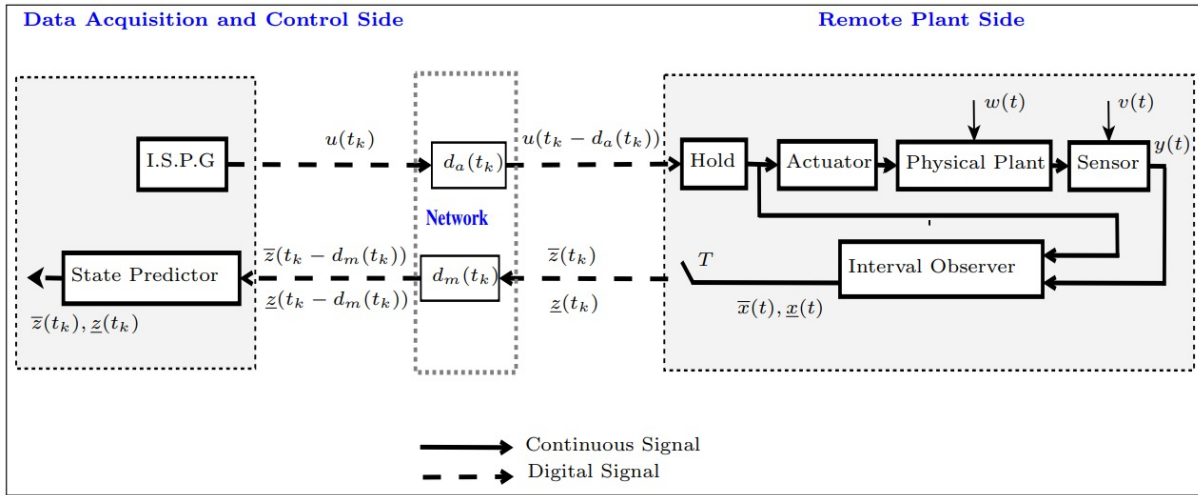 Data Acquisition and Control Side
Remote Plant Side
w(t)
v(t)
I.S.P.G
u(t_k)
d_a(t_k)
u(t_k − d_a(t_k))
Hold
Actuator
Physical Plant
Sensor
y(t)
Network
State Predictor
z̅(t_k − d_m(t_k))
z̲(t_k − d_m(t_k))
d_m(t_k)
z̅(t_k)
z̲(t_k)
T
Interval Observer
z̅(t_k), z̲(t_k)
x̅(t), x̲(t)
Continuous Signal
Digital Signal